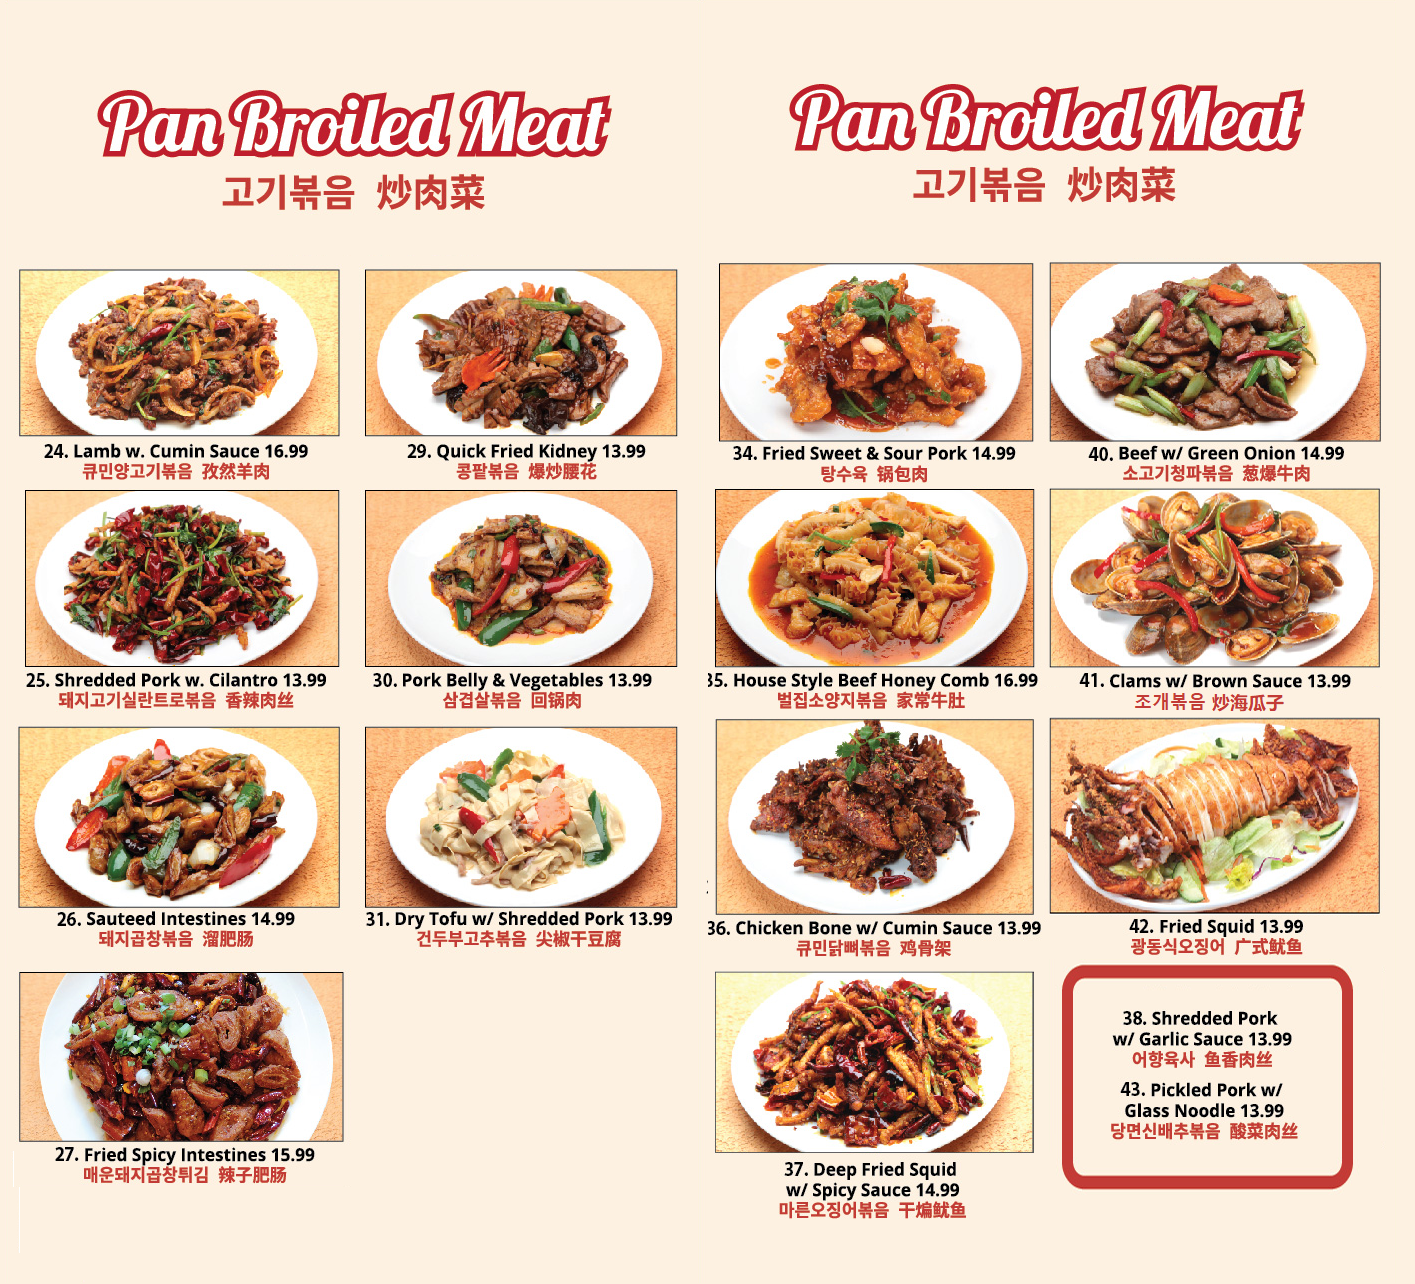 Pan Broiled Meat
고기볶음 炒肉菜
24. Lamb w. Cumin Sauce 16.99
큐민양고기볶음 孜然羊肉
29. Quick Fried Kidney 13.99
콩팥볶음 爆炒腰花
25. Shredded Pork w. Cilantro 13.99
돼지고기실란트로볶음 香辣肉丝
30. Pork Belly & Vegetables 13.99
삼겹살볶음 回锅肉
26. Sauteed Intestines 14.99
돼지곱창볶음 溜肥肠
31. Dry Tofu w/ Shredded Pork 13.99
건두부고추볶음 尖椒干豆腐
27. Fried Spicy Intestines 15.99
매운돼지곱창튀김 辣子肥肠
Pan Broiled Meat
고기볶음 炒肉菜
34. Fried Sweet & Sour Pork 14.99
탕수육 锅包肉
40. Beef w/ Green Onion 14.99
소고기청파볶음 葱爆牛肉
35. House Style Beef Honey Comb 16.99
벌집소양지볶음 家常牛肚
41. Clams w/ Brown Sauce 13.99
조개볶음 炒海瓜子
36. Chicken Bone w/ Cumin Sauce 13.99
큐민닭뼈볶음 鸡骨架
42. Fried Squid 13.99
광동식오징어 广式鱿鱼
37. Deep Fried Squid
w/ Spicy Sauce 14.99
마른오징어볶음 干煸鱿鱼
38. Shredded Pork
w/ Garlic Sauce 13.99
어향육사 鱼香肉丝
43. Pickled Pork w/
Glass Noodle 13.99
당면신배추볶음 酸菜肉丝